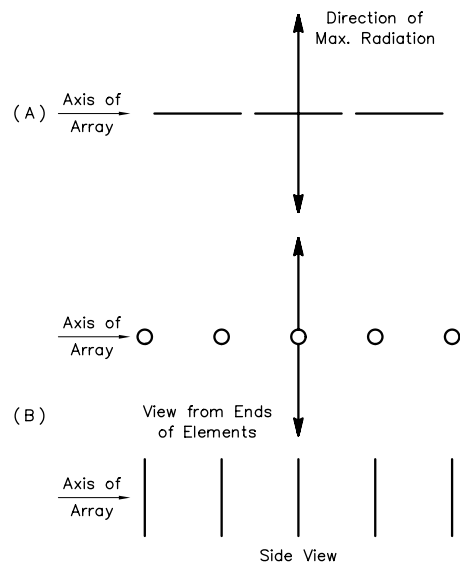 Direction of
Max. Radiation
(A)
Axis of
Array
Axis of
Array
(B)
View from Ends
of Elements
Axis of
Array
Side View